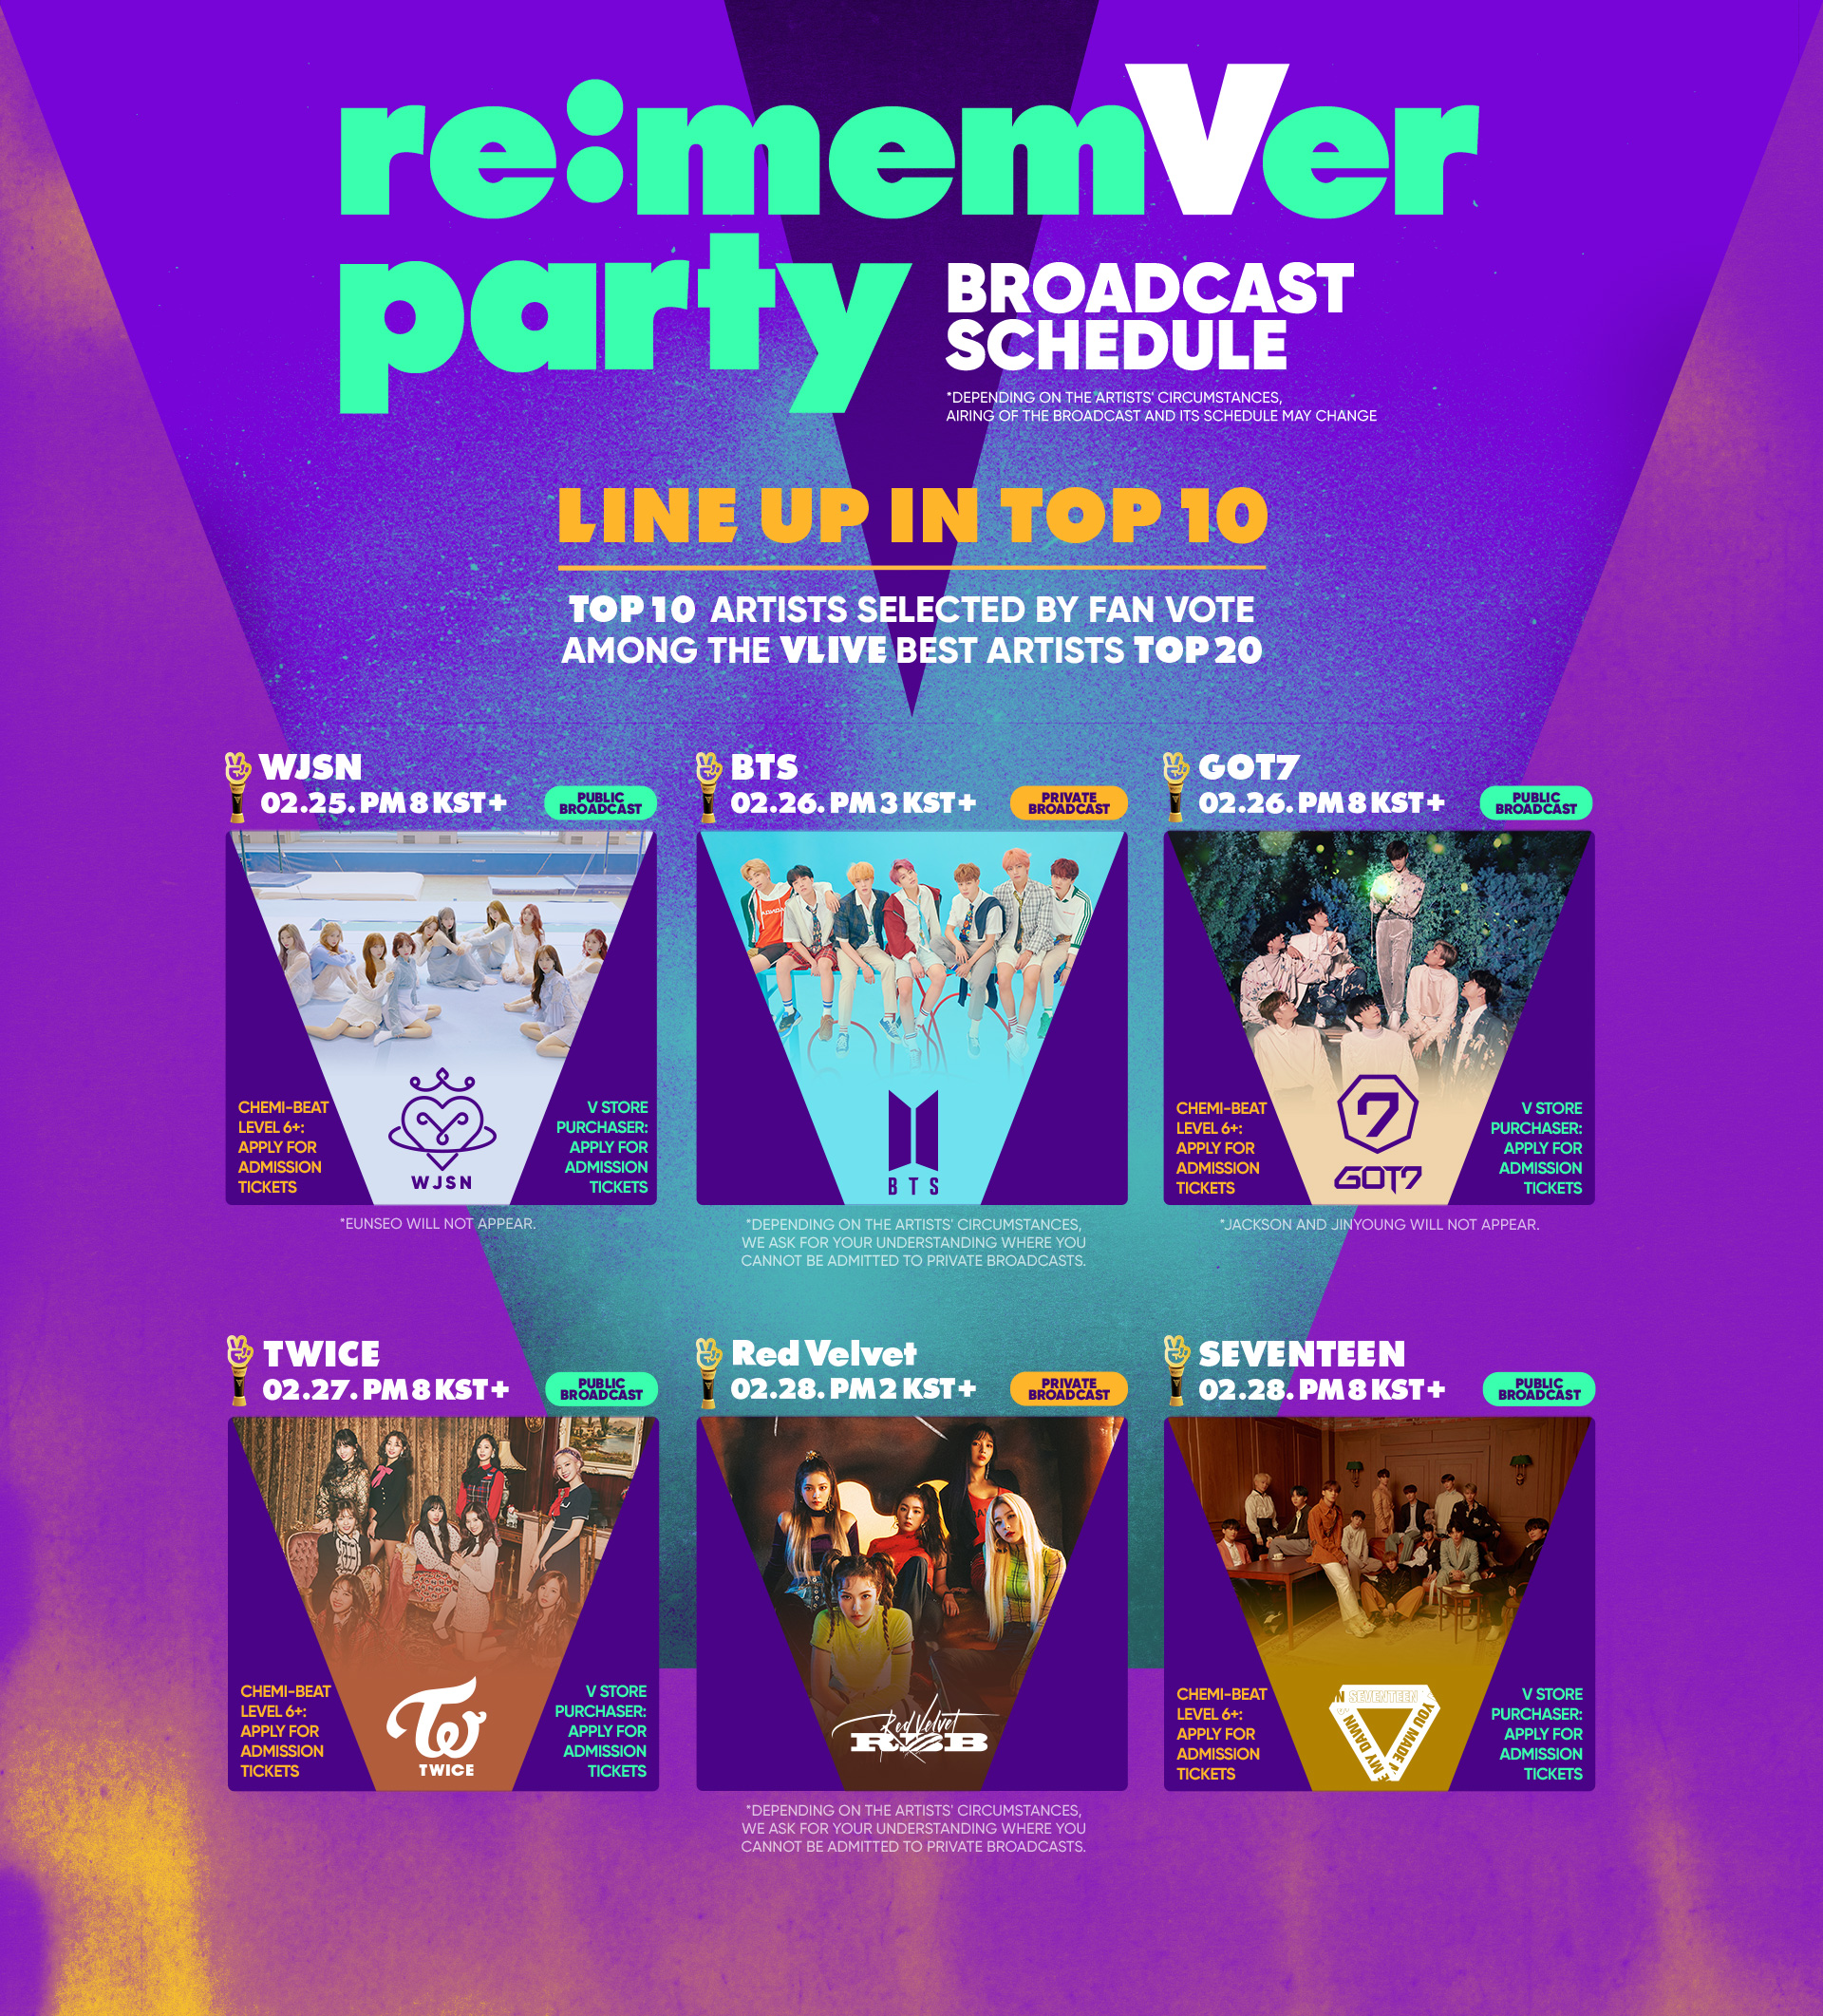 re:memVer
party
BROADCAST
SCHEDULE
*DEPENDING ON THE ARTISTS' CIRCUMSTANCES,
AIRING OF THE BROADCAST AND ITS SCHEDULE MAY CHANGE
LINE UP IN TOP 10
TOP 10 ARTISTS SELECTED BY FAN VOTE
AMONG THE VLIVE BEST ARTISTS TOP 20
WJSN
02.25. PM 8 KST+
PUBLIC
BROADCAST
CHEMI-BEAT
LEVEL 6+:
APPLY FOR
ADMISSION
TICKETS
WJSN
V STORE
PURCHASER:
APPLY FOR
ADMISSION
TICKETS
*EUNSEO WILL NOT APPEAR.
BTS
02.26. PM 3 KST+
PRIVATE
BROADCAST
BTS
*DEPENDING ON THE ARTISTS' CIRCUMSTANCES,
WE ASK FOR YOUR UNDERSTANDING WHERE YOU
CANNOT BE ADMITTED TO PRIVATE BROADCASTS.
GOT7
02.26. PM 8 KST+
PUBLIC
BROADCAST
CHEMI-BEAT
LEVEL 6+:
APPLY FOR
ADMISSION
TICKETS
7
GOT7
V STORE
PURCHASER:
APPLY FOR
ADMISSION
TICKETS
*JACKSON AND JINYOUNG WILL NOT APPEAR.
TWICE
02.27. PM 8 KST+
PUBLIC
BROADCAST
CHEMI-BEAT
LEVEL 6+:
APPLY FOR
ADMISSION
TICKETS
TW
TWICE
V STORE
PURCHASER:
APPLY FOR
ADMISSION
TICKETS
Red Velvet
02.28. PM 2 KST+
PRIVATE
BROADCAST
Red Velvet
RBB
*DEPENDING ON THE ARTISTS' CIRCUMSTANCES,
WE ASK FOR YOUR UNDERSTANDING WHERE YOU
CANNOT BE ADMITTED TO PRIVATE BROADCASTS.
SEVENTEEN
02.28. PM 8 KST+
PUBLIC
BROADCAST
CHEMI-BEAT
LEVEL 6+:
APPLY FOR
ADMISSION
TICKETS
SEVENTEEN
YOU MADE
MY DAWN
V STORE
PURCHASER:
APPLY FOR
ADMISSION
TICKETS